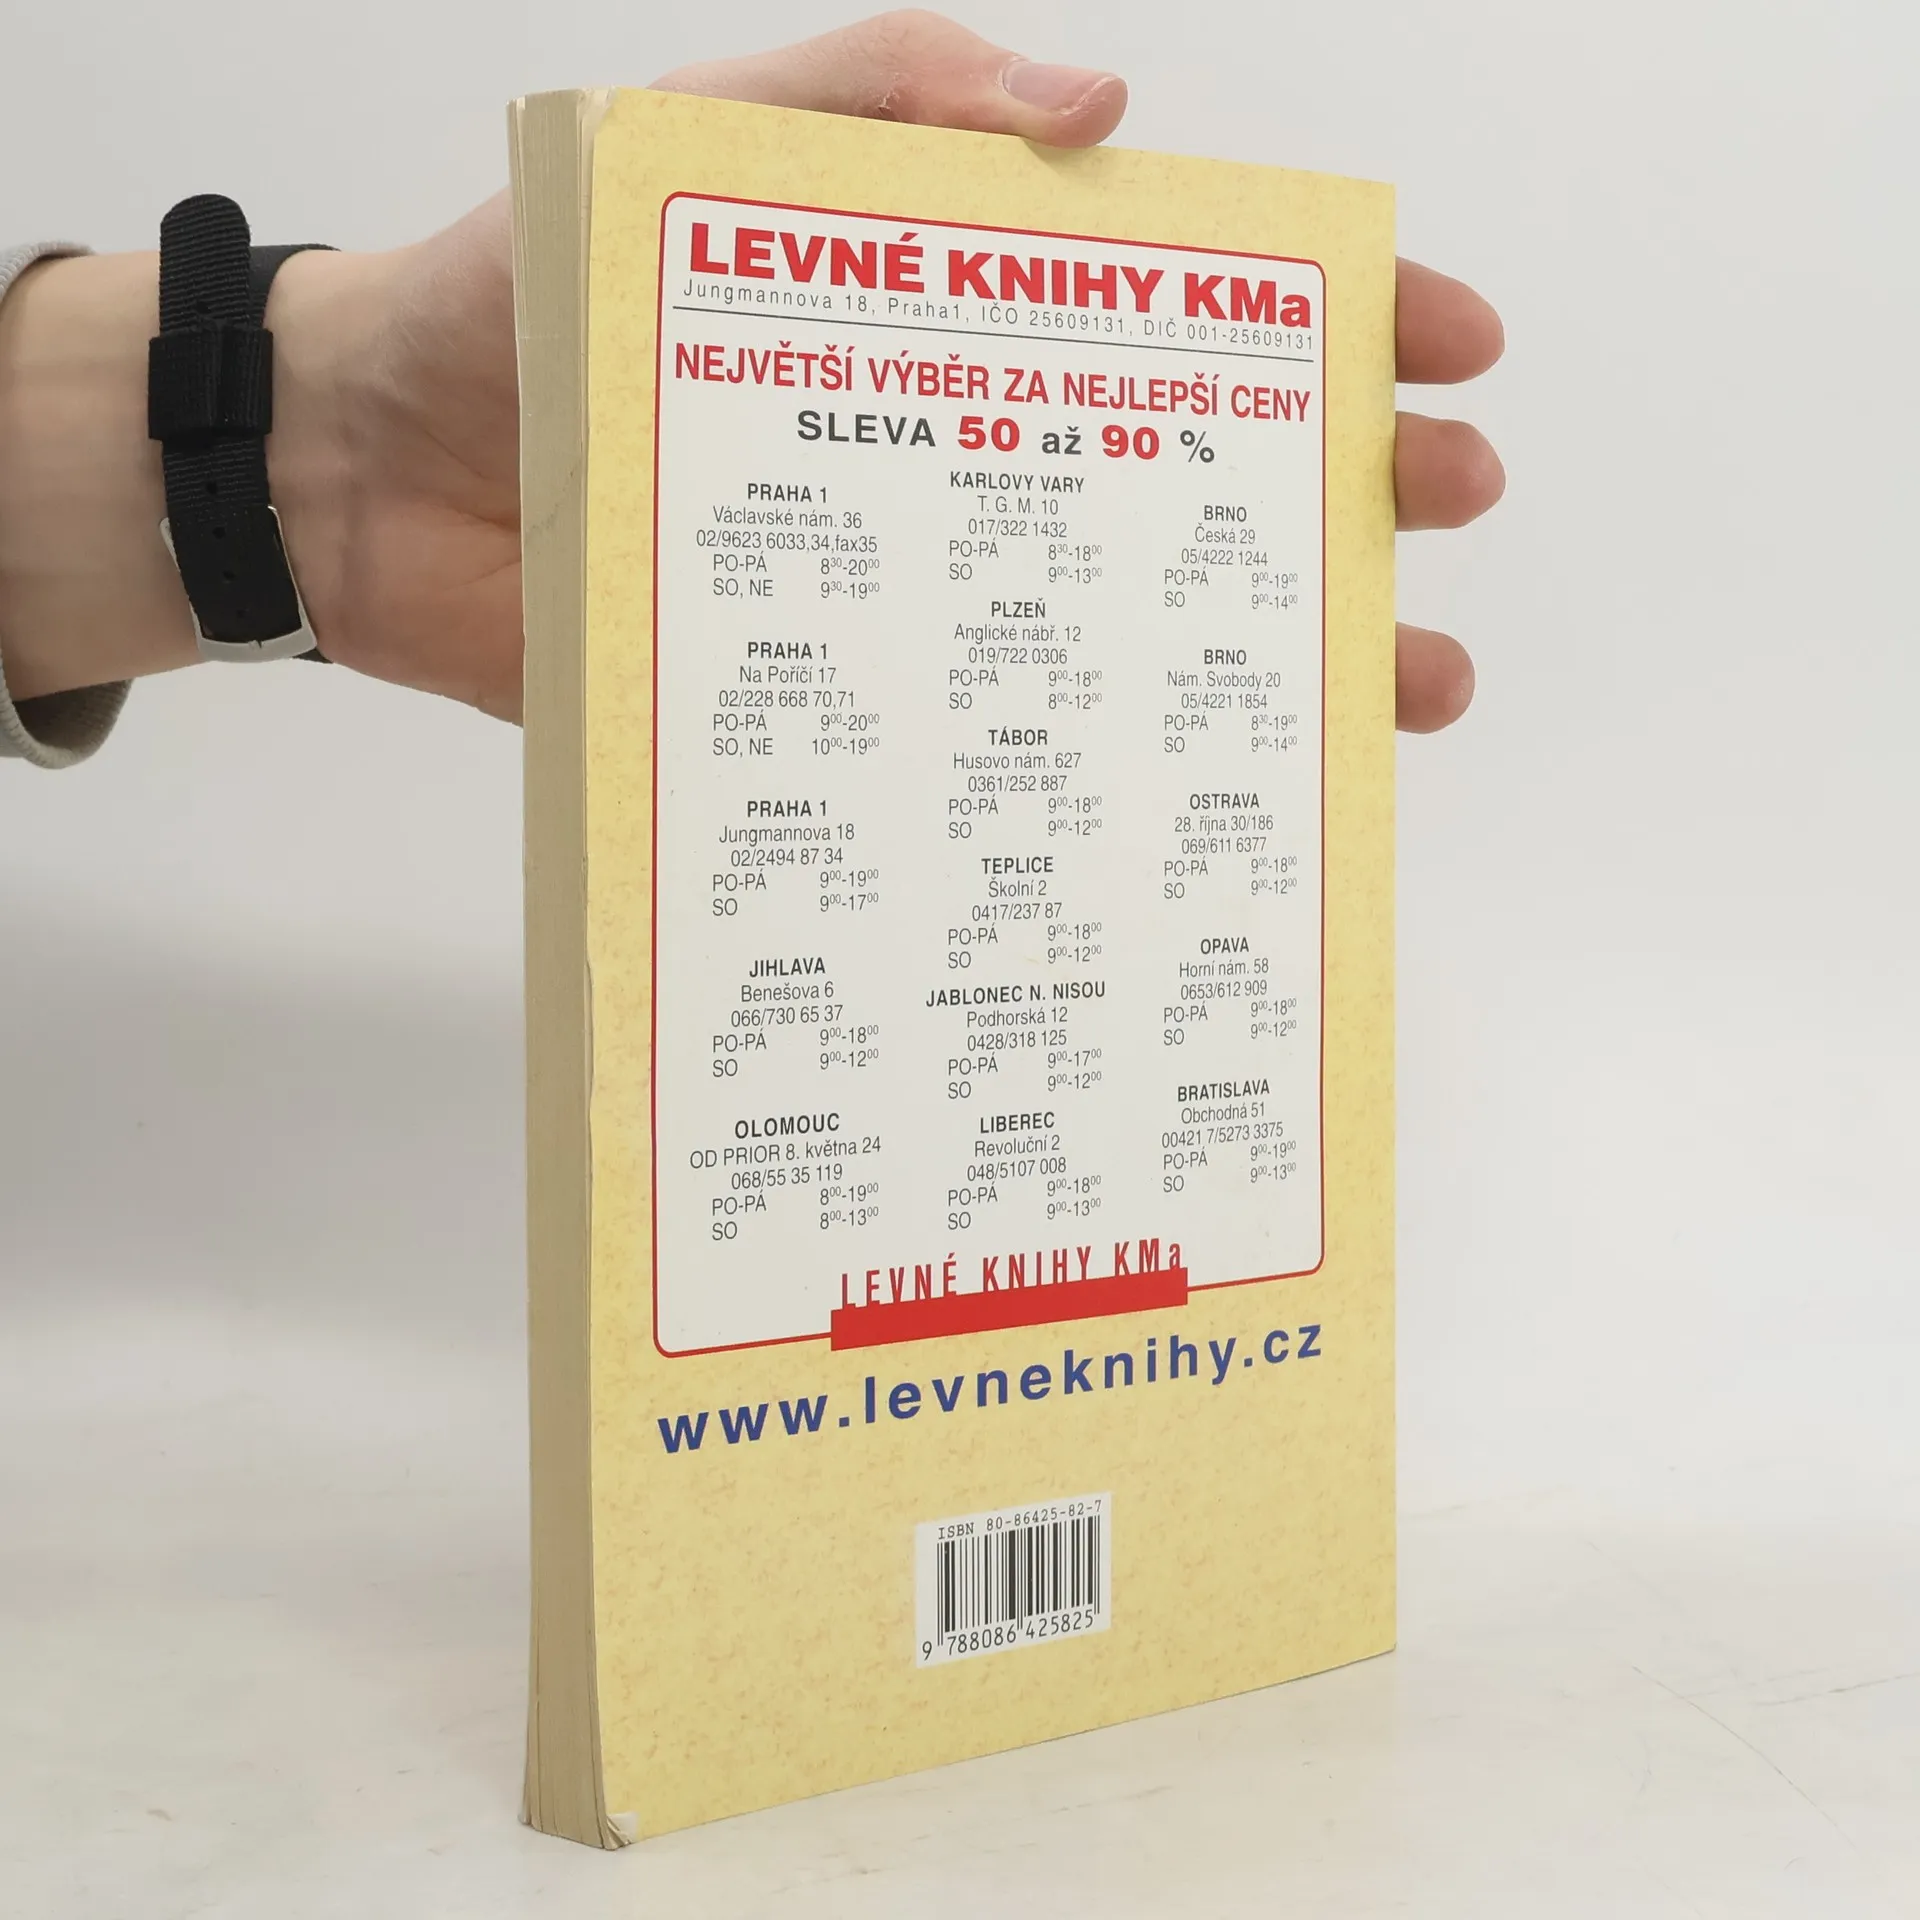 LEVNÉ KNIHY KMa
Jungmannova 18, Praha1, IČO 25609131, DIČ 001-25609131
NEJVĚTŠÍ VÝBĚR ZA NEJLEPŠÍ CENY
SLEVA 50 až 90 %
PRAHA 1
Václavské nám. 36
02/9623 6033,34,fax35
PO-PÁ 8³⁰-20⁰⁰
SO, NE 9³⁰-19⁰⁰
PRAHA 1
Na Poříčí 17
02/228 668 70,71
PO-PÁ 9⁰⁰-20⁰⁰
SO, NE 10⁰⁰-19⁰⁰
PRAHA 1
Jungmannova 18
02/2494 87 34
PO-PÁ 9⁰⁰-19⁰⁰
SO 9⁰⁰-17⁰⁰
JIHLAVA
Benešova 6
066/730 65 37
PO-PÁ 9⁰⁰-18⁰⁰
SO 9⁰⁰-12⁰⁰
OLOMOUC
OD PRIOR 8. května 24
068/55 35 119
PO-PÁ 8⁰⁰-19⁰⁰
SO 8⁰⁰-13⁰⁰
KARLOVY VARY
T. G. M. 10
017/322 1432
PO-PÁ 8³⁰-18⁰⁰
SO 9⁰⁰-13⁰⁰
PLZEŇ
Anglické nábř. 12
019/722 0306
PO-PÁ 9⁰⁰-18⁰⁰
SO 8⁰⁰-12⁰⁰
TÁBOR
Husovo nám. 627
0361/252 887
PO-PÁ 9⁰⁰-18⁰⁰
SO 9⁰⁰-12⁰⁰
TEPLICE
Školní 2
0417/237 87
PO-PÁ 9⁰⁰-18⁰⁰
SO 9⁰⁰-12⁰⁰
JABLONEC N. NISOU
Podhorská 12
0428/318 125
PO-PÁ 9⁰⁰-17⁰⁰
SO 9⁰⁰-12⁰⁰
LIBEREC
Revoluční 2
048/5107 008
PO-PÁ 9⁰⁰-18⁰⁰
SO 9⁰⁰-13⁰⁰
BRNO
Česká 29
05/4222 1244
PO-PÁ 9⁰⁰-19⁰⁰
SO 9⁰⁰-14⁰⁰
BRNO
Nám. Svobody 20
05/4221 1854
PO-PÁ 8³⁰-19⁰⁰
SO 9⁰⁰-14⁰⁰
OSTRAVA
28. října 30/186
069/611 6377
PO-PÁ 9⁰⁰-18⁰⁰
SO 9⁰⁰-12⁰⁰
OPAVA
Horní nám. 58
0653/612 909
PO-PÁ 9⁰⁰-18⁰⁰
SO 9⁰⁰-12⁰⁰
BRATISLAVA
Obchodná 51
00421 7/5273 3375
PO-PÁ 9⁰⁰-19⁰⁰
SO 9⁰⁰-13⁰⁰
LEVNÉ KNIHY KMa
www.levneknihy.cz
ISBN 80-86425-82-7
9 788086 425825